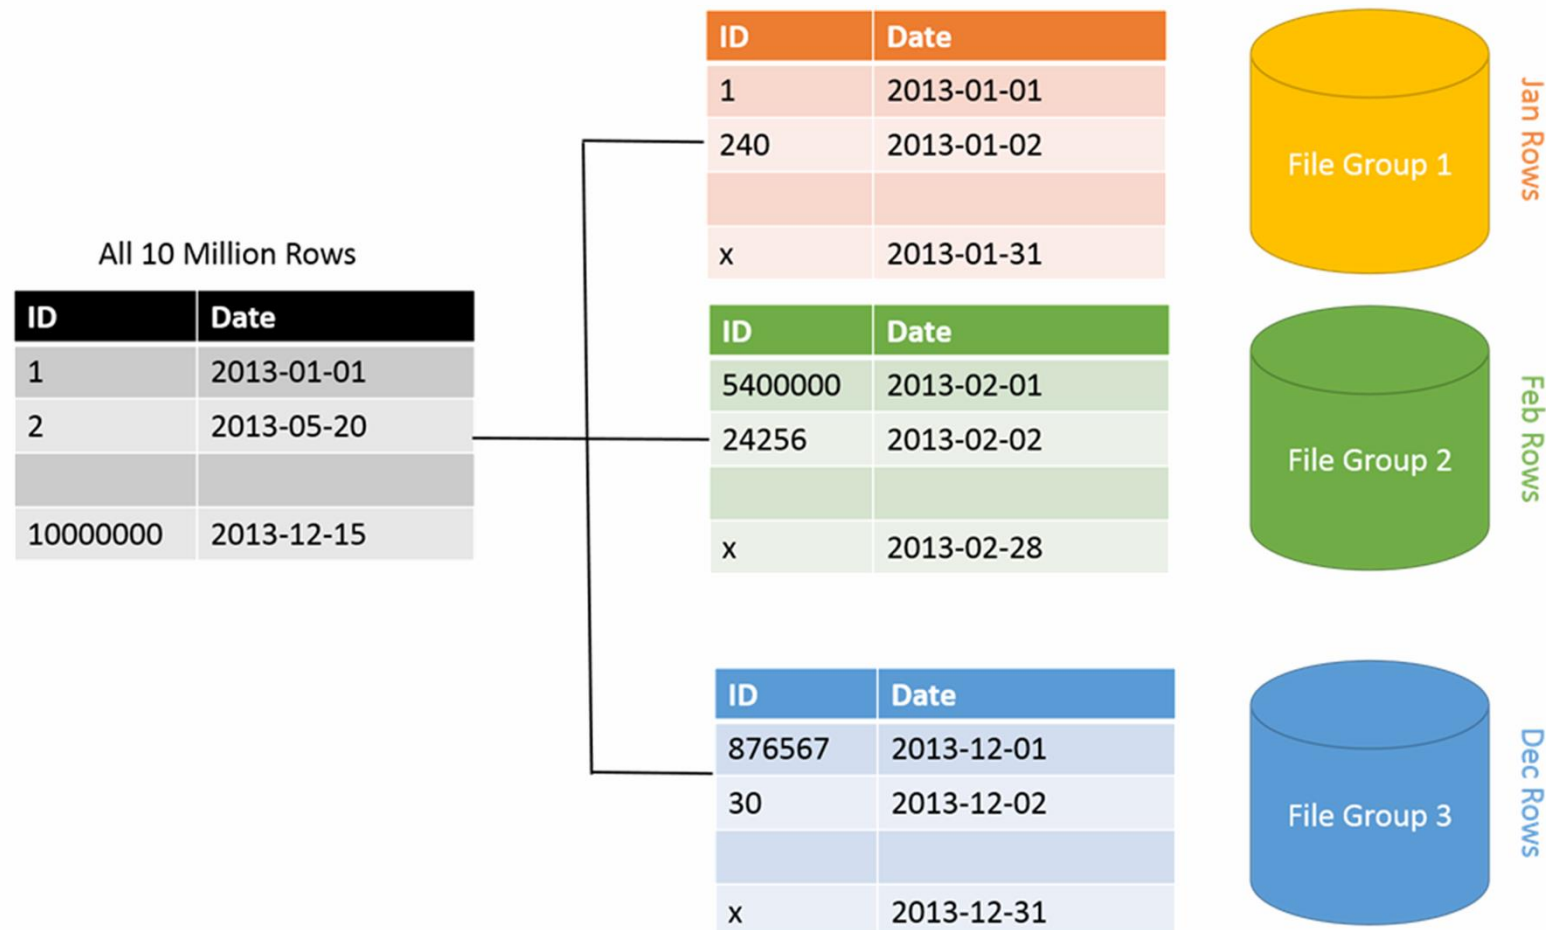 All 10 Million Rows
ID Date
1 2013-01-01
2 2013-05-20
10000000 2013-12-15
ID Date
1 2013-01-01
240 2013-01-02
x 2013-01-31
File Group 1
Jan Rows
ID Date
5400000 2013-02-01
24256 2013-02-02
x 2013-02-28
File Group 2
Feb Rows
ID Date
876567 2013-12-01
30 2013-12-02
x 2013-12-31
File Group 3
Dec Rows